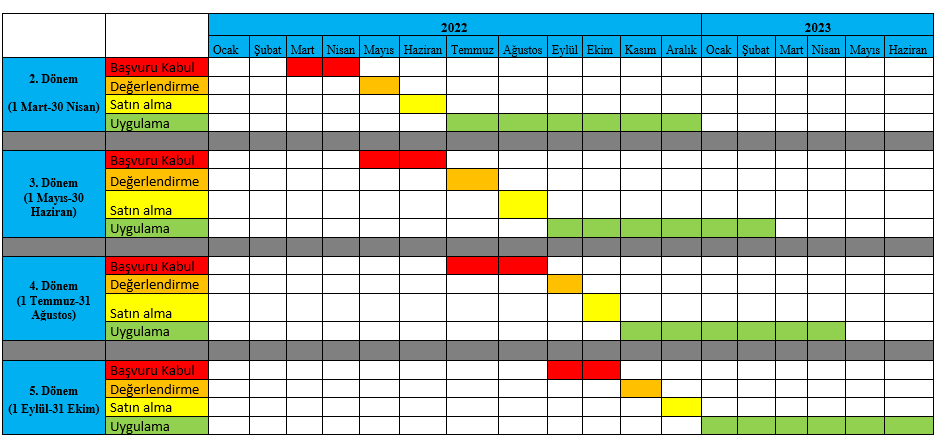 2022 2023
Ocak Şubat Mart Nisan Mayıs Haziran Temmuz Ağustos Eylül Ekim Kasım Aralık Ocak Şubat Mart Nisan Mayıs Haziran
2. Dönem
(1 Mart-30 Nisan)
Başvuru Kabul
Değerlendirme
Satın alma
Uygulama
3. Dönem
(1 Mayıs-30
Haziran)
Başvuru Kabul
Değerlendirme
Satın alma
Uygulama
4. Dönem
(1 Temmuz-31
Ağustos)
Başvuru Kabul
Değerlendirme
Satın alma
Uygulama
5. Dönem
(1 Eylül-31 Ekim)
Başvuru Kabul
Değerlendirme
Satın alma
Uygulama